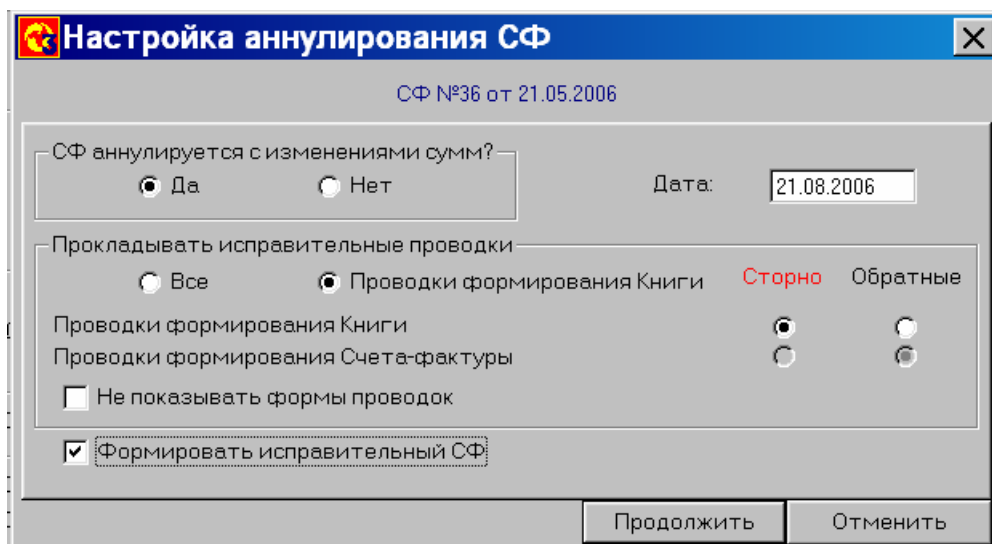 Настройка аннулирования СФ
СФ №36 от 21.05.2006
СФ аннулируется с изменениями сумм?
Да Нет Дата: 21.08.2006
Прокладывать исправительные проводки
Все Проводки формирования Книги Сторно Обратные
Проводки формирования Книги
Проводки формирования Счета-фактуры
Не показывать формы проводок
Формировать исправительный СФ
Продолжить Отменить